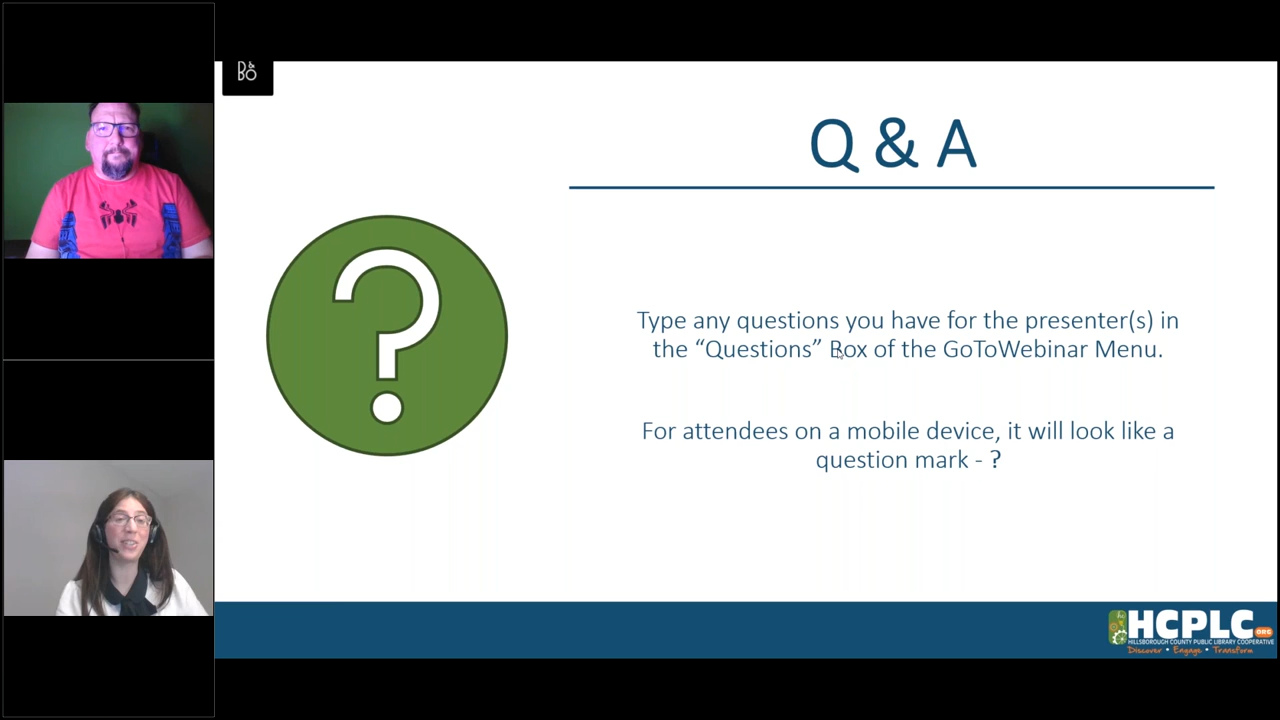 B&O
Q & A
?
Type any questions you have for the presenter(s) in
the “Questions” Box of the GoToWebinar Menu.
For attendees on a mobile device, it will look like a
question mark - ?
HCPLC.ORG
HILLSBOROUGH COUNTY PUBLIC LIBRARY COOPERATIVE
Discover • Engage • Transform